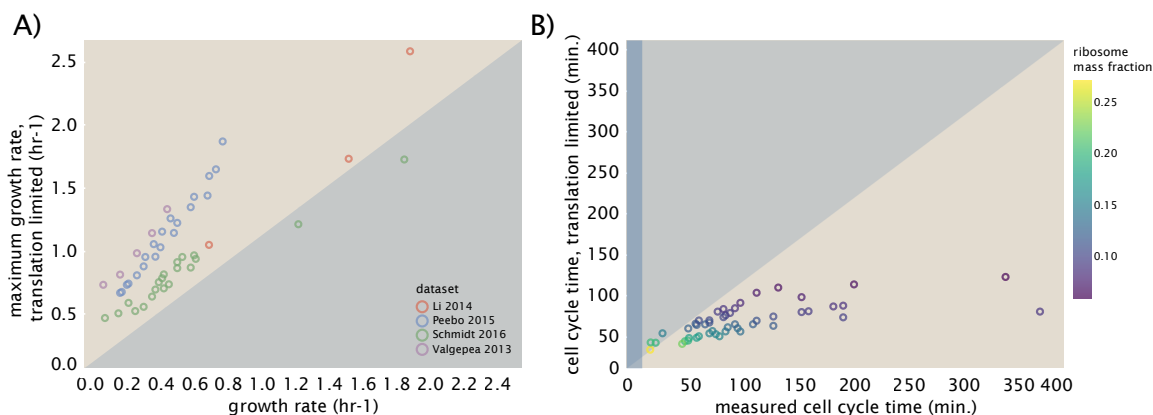 A)
maximum growth rate,
translation limited (hr-1)
2.5
2.0
1.5
1.0
0.5
0.0
0.0 0.2 0.4 0.6 0.8 1.0 1.2 1.4 1.6 1.8 2.0 2.2 2.4
growth rate (hr-1)
dataset
Li 2014
Peebo 2015
Schmidt 2016
Valgepea 2013
B)
cell cycle time, translation limited (min.)
400
350
300
250
200
150
100
50
0
0 50 100 150 200 250 300 350 400
measured cell cycle time (min.)
ribosome
mass fraction
0.25
0.20
0.15
0.10